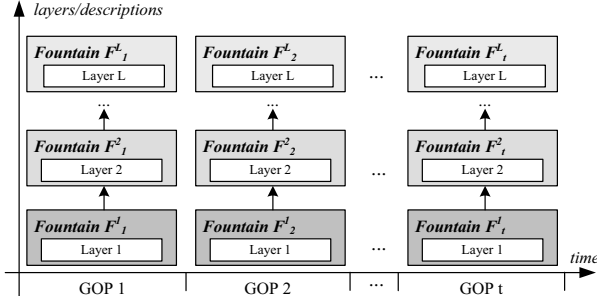 layers/descriptions
Fountain F^L_1 Fountain F^L_2 Fountain F^L_t
Layer L Layer L ... Layer L
... ... ...
Fountain F^2_1 Fountain F^2_2 Fountain F^2_t
Layer 2 Layer 2 ... Layer 2
Fountain F^1_1 Fountain F^1_2 Fountain F^1_t
Layer 1 Layer 1 ... Layer 1
time
GOP 1 GOP 2 ... GOP t